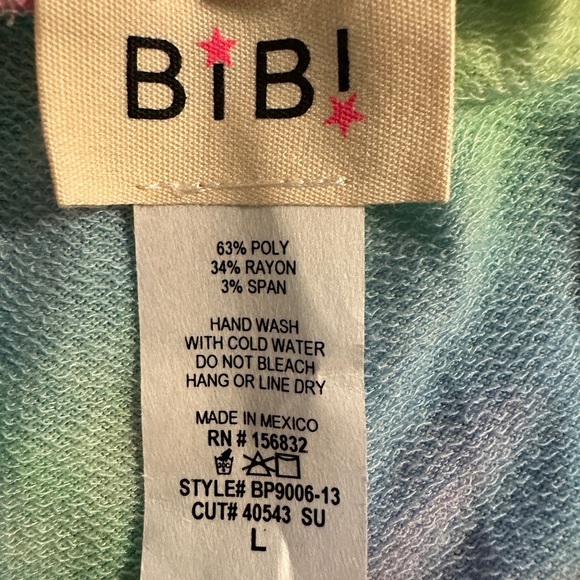 BiB!
63% POLY
34% RAYON
3% SPAN
HAND WASH
WITH COLD WATER
DO NOT BLEACH
HANG OR LINE DRY
MADE IN MEXICO
RN # 156832
STYLE# BP9006-13
CUT# 40543 SU
L